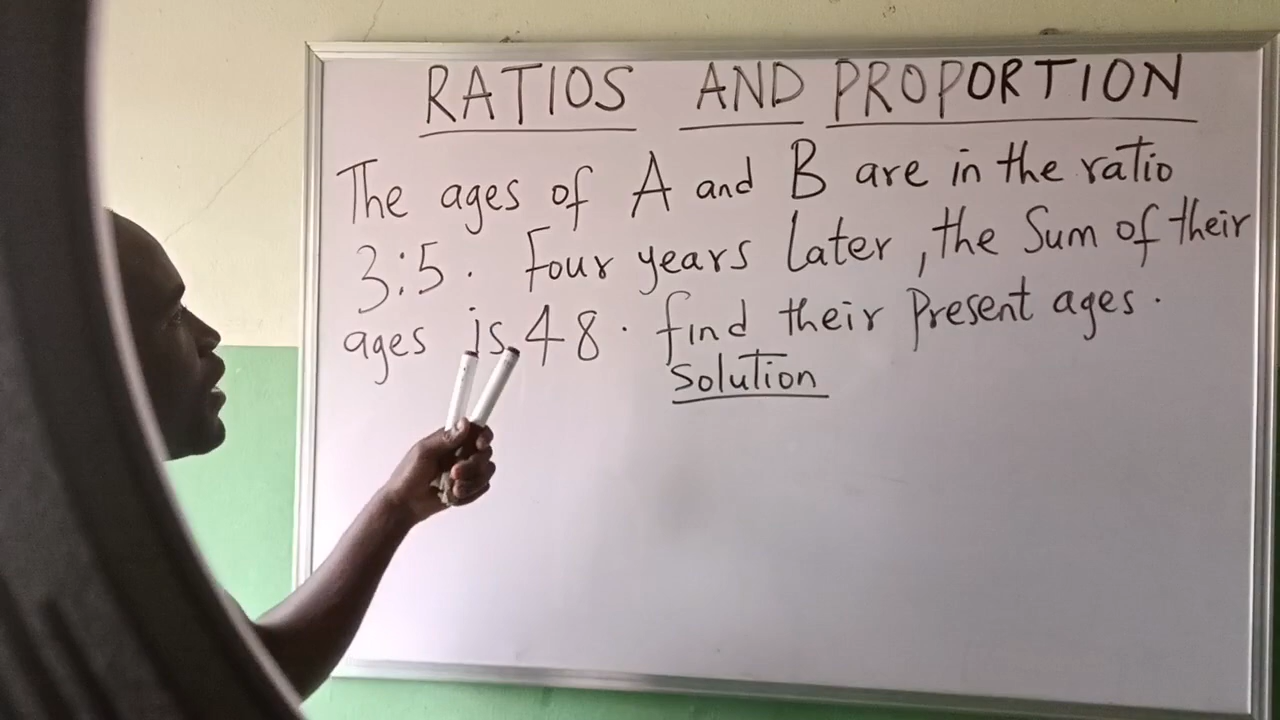 RATIOS AND PROPORTION
The ages of A and B are in the ratio
3:5. Four years later, the Sum of their
ages is 48. find their Present ages.
Solution